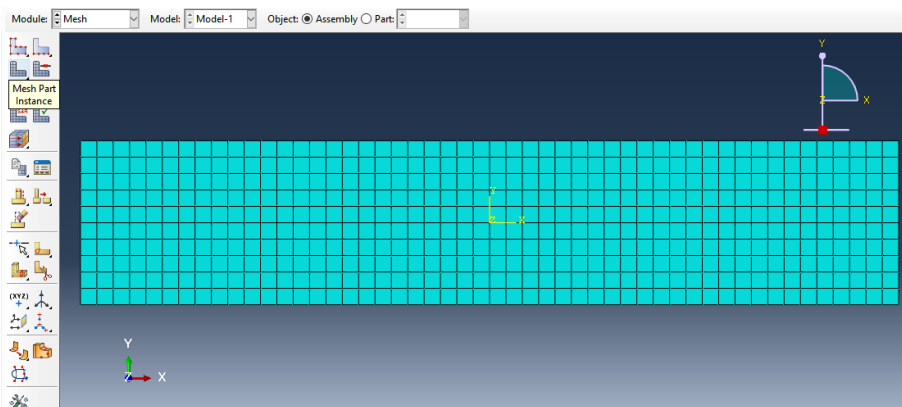 Module: Mesh Model: Model-1 Object: Assembly Part:
Y
Z X
Mesh Part
Instance
Y
Z X
(XYZ)
Y
Z X